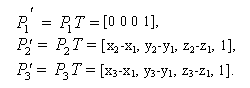 P₁′ = P₁T = [0 0 0 1],
P₂′ = P₂T = [x₂-x₁, y₂-y₁, z₂-z₁, 1],
P₃′ = P₃T = [x₃-x₁, y₃-y₁, z₃-z₁, 1].